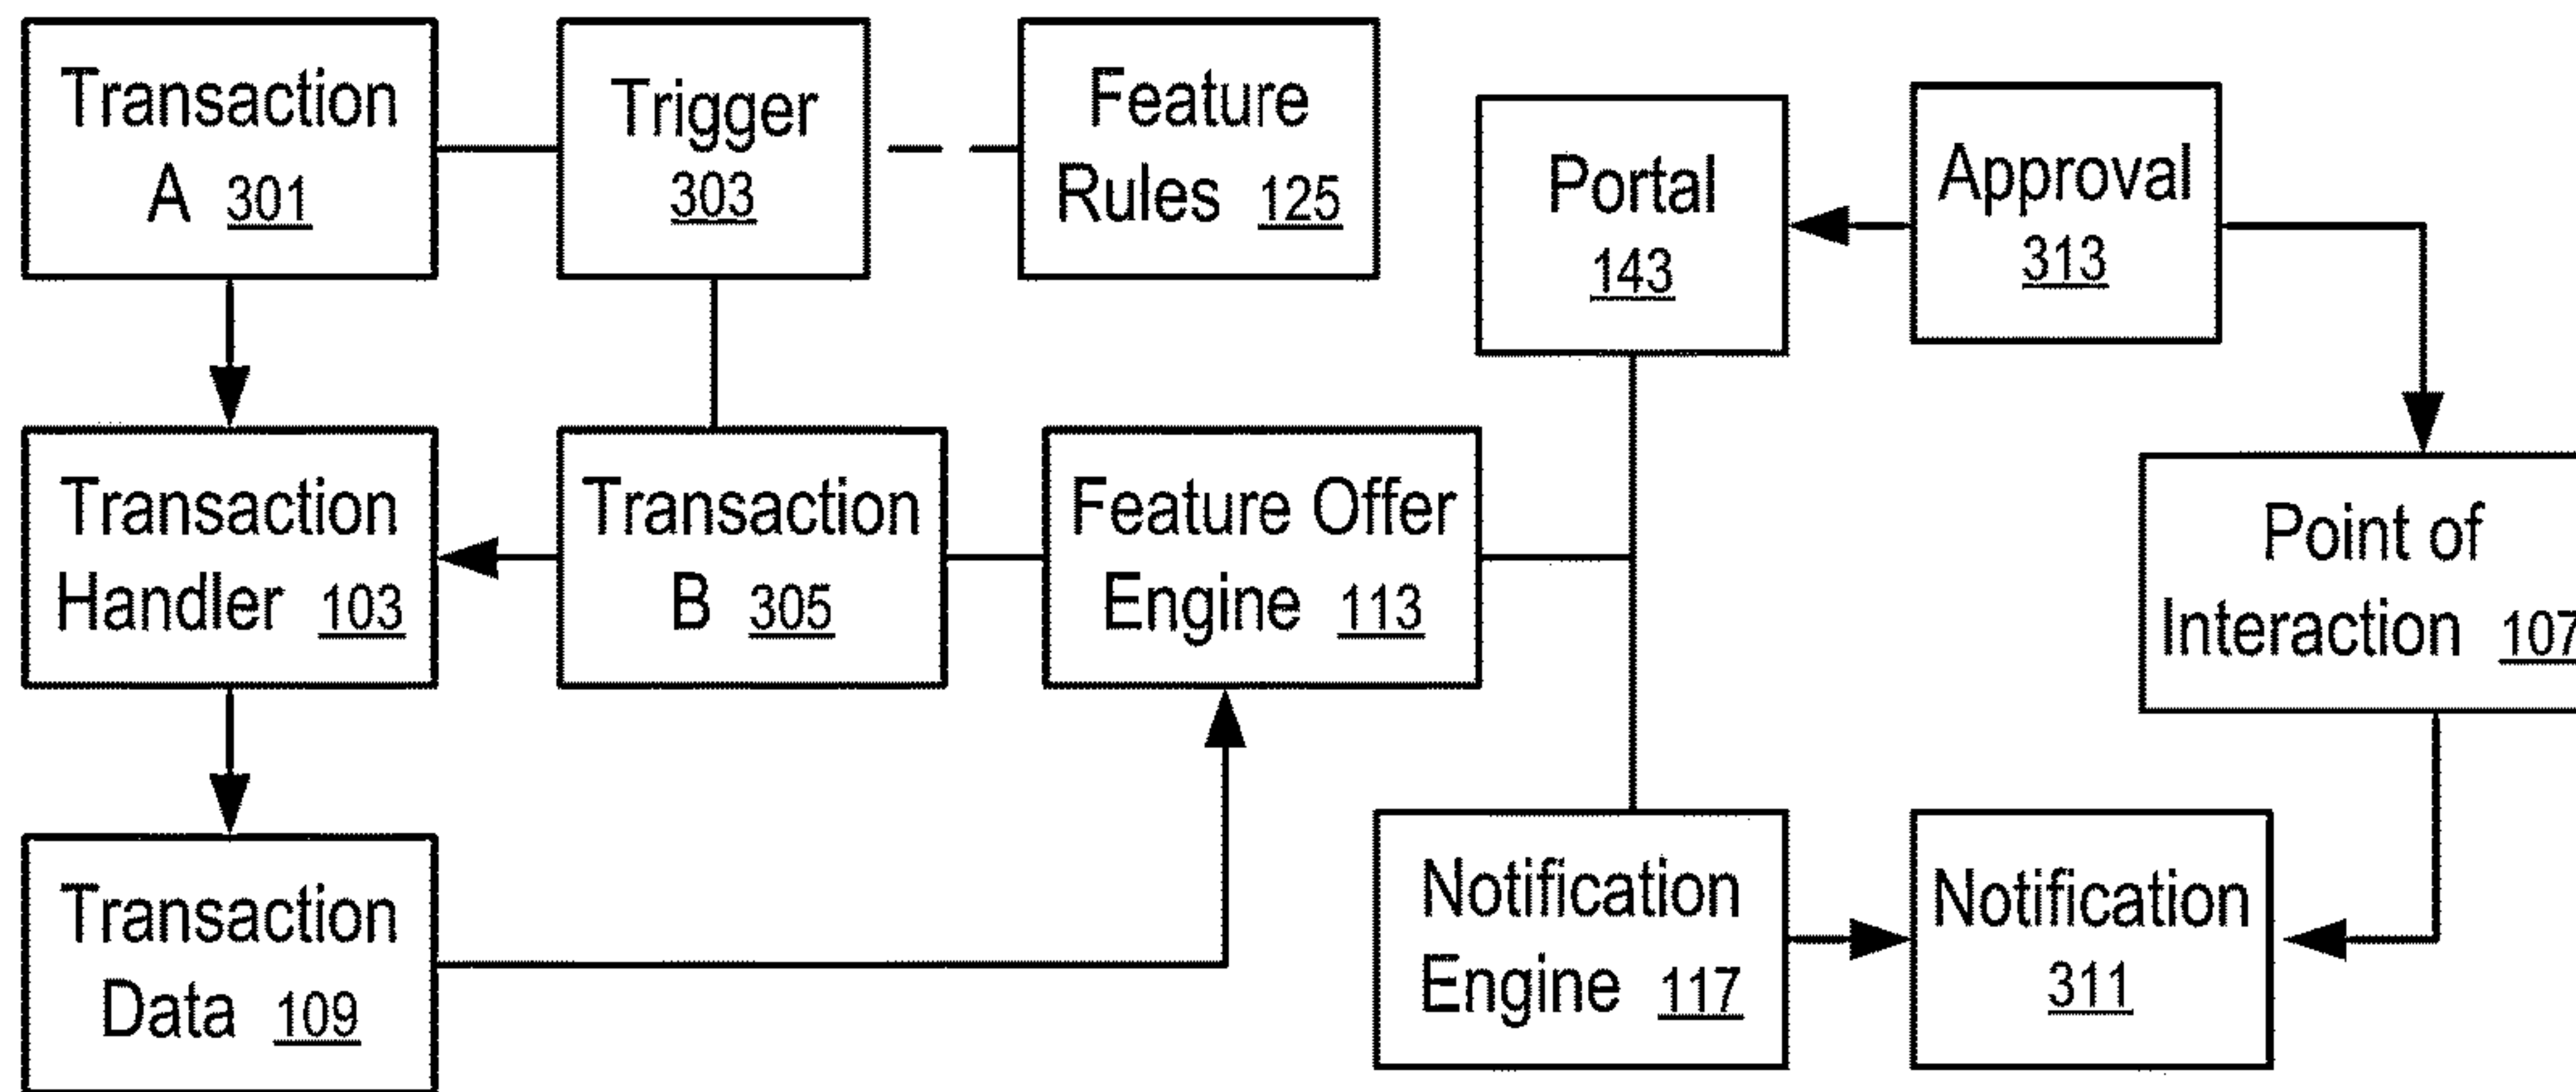 Transaction
A 301
Trigger
303
Feature
Rules 125
Portal
143
Approval
313
Transaction
Handler 103
Transaction
B 305
Feature Offer
Engine 113
Point of
Interaction 107
Transaction
Data 109
Notification
Engine 117
Notification
311